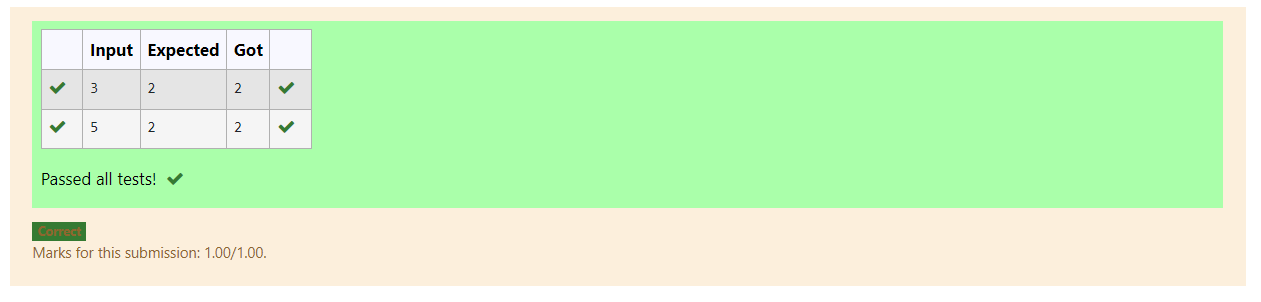 Input Expected Got
3 2 2
5 2 2
Passed all tests!
Correct
Marks for this submission: 1.00/1.00.